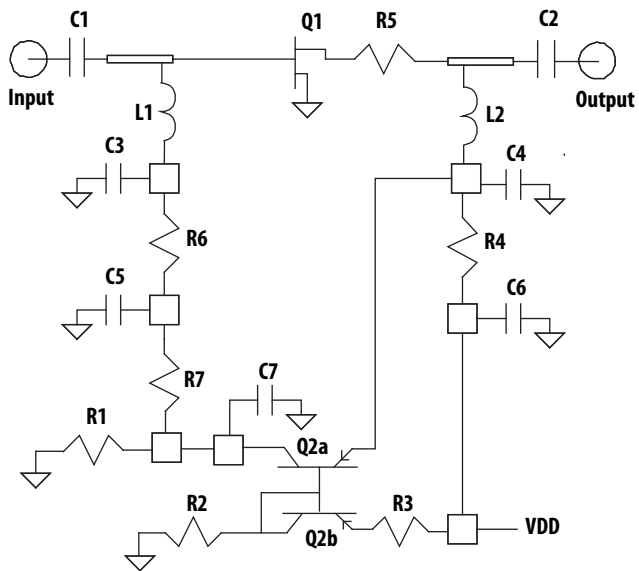 C1
Q1
R5
C2
Input
L1
L2
Output
C3
C4
R6
R4
C5
C6
R7
C7
R1
Q2a
R2
R3
Q2b
VDD